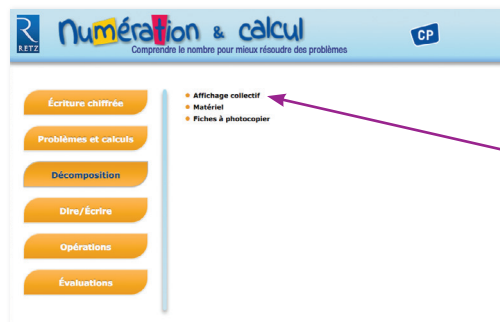 RETZ
Numération & calcul
Comprendre le nombre pour mieux résoudre des problèmes
CP
Écriture chiffrée
Problèmes et calculs
Décomposition
Dire/Écrire
Opérations
Évaluations
Affichage collectif
Matériel
Fiches à photocopier